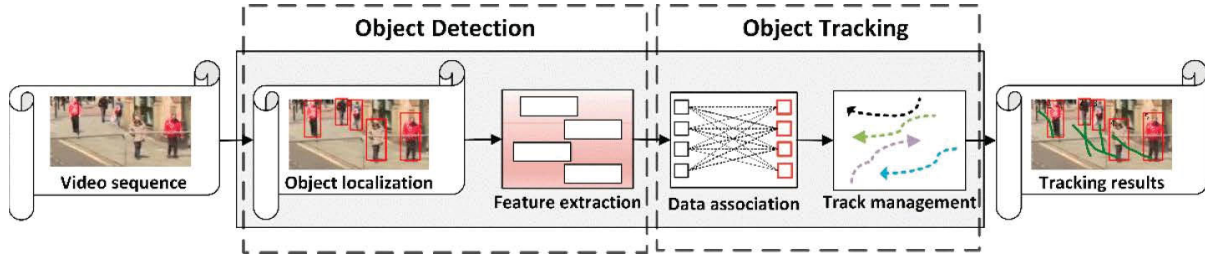 Object Detection
Object Tracking
Video sequence
Object localization
Feature extraction
Data association
Track management
Tracking results